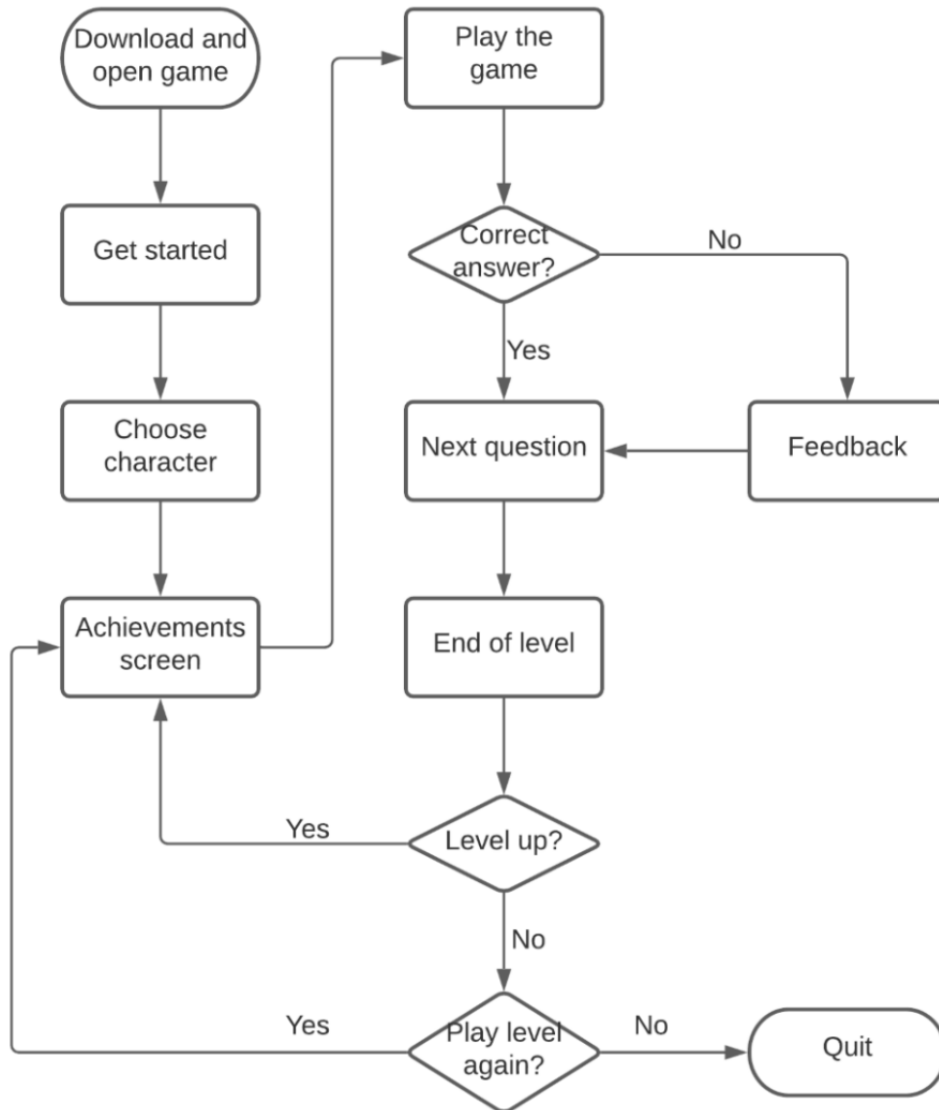 Download and
open game
Get started
Choose
character
Achievements
screen
Play the
game
Correct
answer?
No
Yes
Next question
Feedback
End of level
Level up?
Yes
No
Play level
again?
Yes
No
Quit